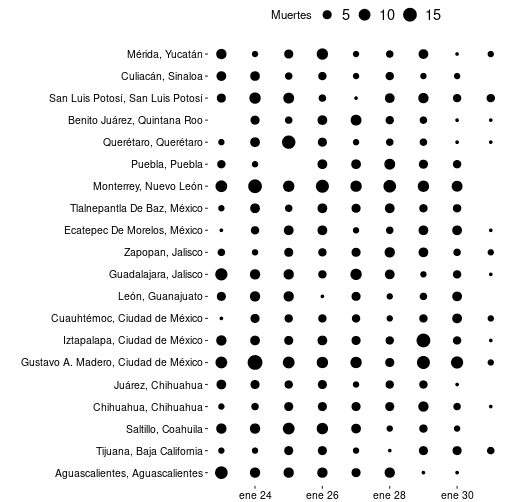 Muertes 5 10 15
Mérida, Yucatán
Culiacán, Sinaloa
San Luis Potosí, San Luis Potosí
Benito Juárez, Quintana Roo
Querétaro, Querétaro
Puebla, Puebla
Monterrey, Nuevo León
Tlalnepantla De Baz, México
Ecatepec De Morelos, México
Zapopan, Jalisco
Guadalajara, Jalisco
León, Guanajuato
Cuauhtémoc, Ciudad de México
Iztapalapa, Ciudad de México
Gustavo A. Madero, Ciudad de México
Juárez, Chihuahua
Chihuahua, Chihuahua
Saltillo, Coahuila
Tijuana, Baja California
Aguascalientes, Aguascalientes
ene 24 ene 26 ene 28 ene 30